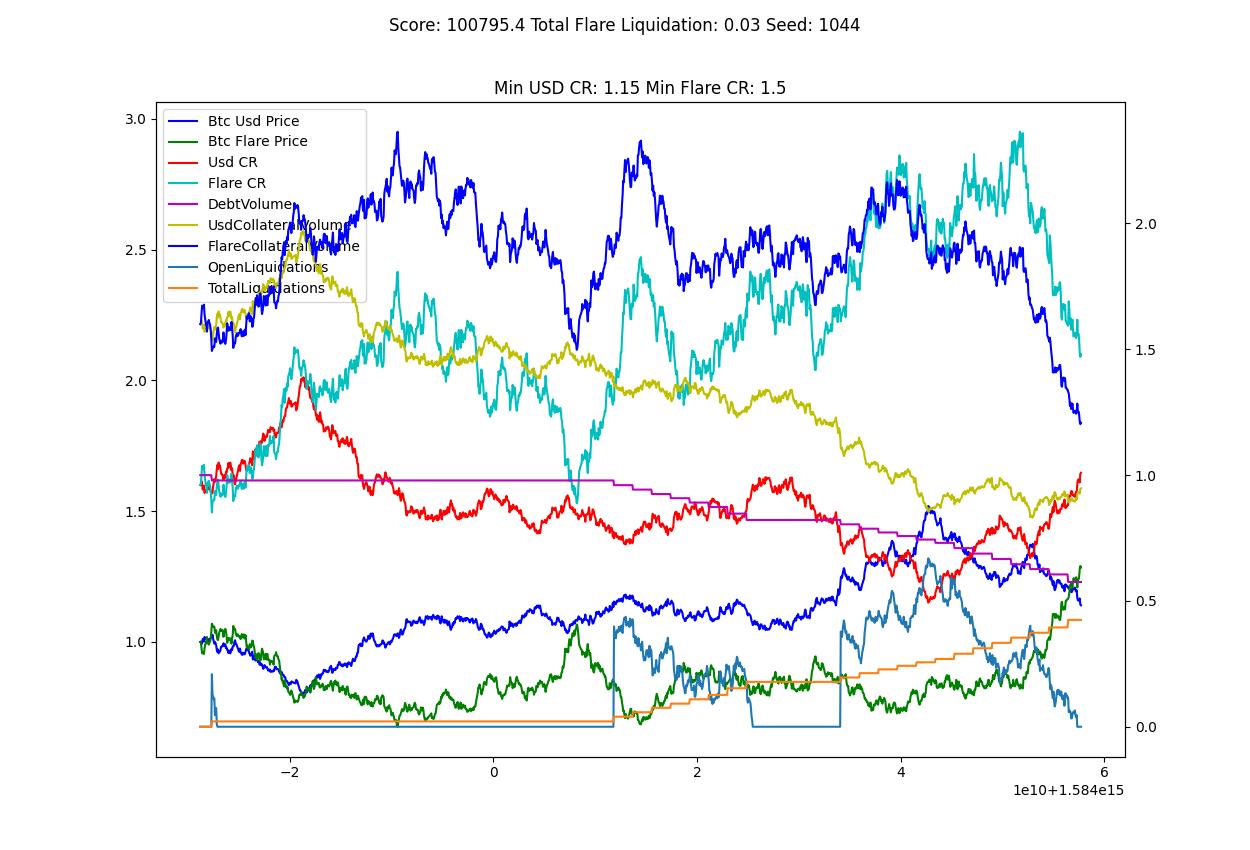 Score: 100795.4 Total Flare Liquidation: 0.03 Seed: 1044
Min USD CR: 1.15 Min Flare CR: 1.5
Btc Usd Price
Btc Flare Price
Usd CR
Flare CR
DebtVolume
UsdCollateralVolume
FlareCollateralVolume
OpenLiquidations
TotalLiquidations
3.0
2.5
2.0
1.5
1.0
2.0
1.5
1.0
0.5
0.0
−2
0
2
4
6
1e10+1.584e15